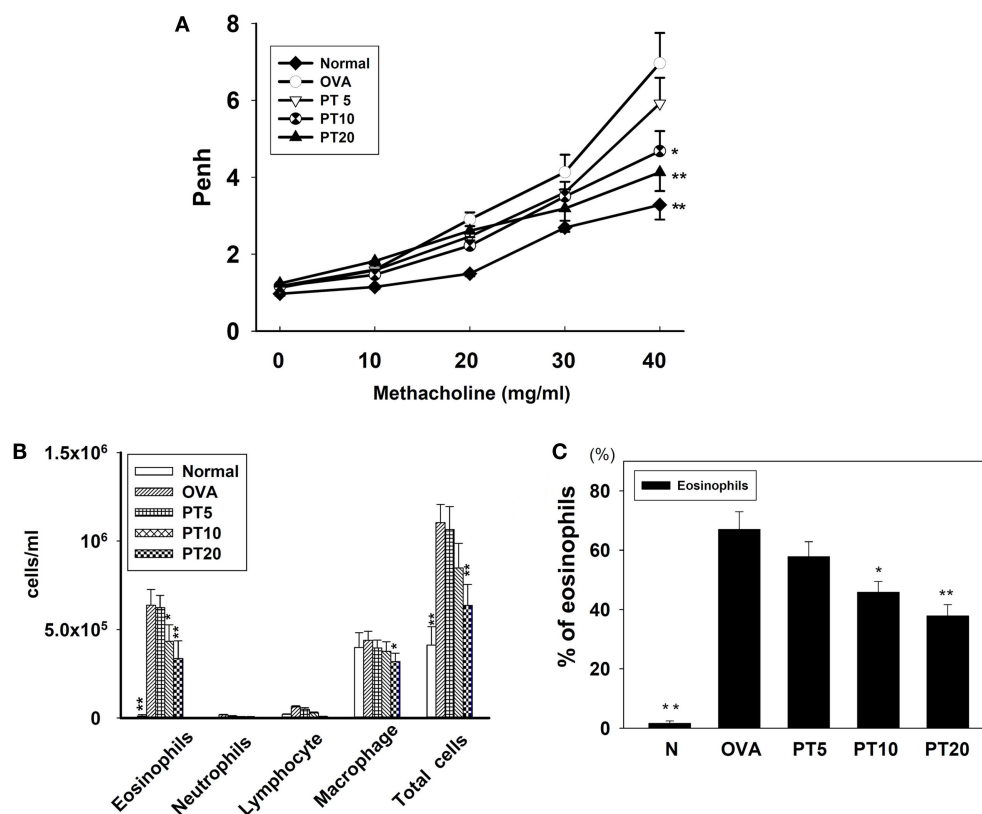 A
8
6
4
2
0
Penh
Normal
OVA
PT 5
PT10
PT20
*
**
**
0 10 20 30 40
Methacholine (mg/ml)
B
1.5x10⁶
10⁶
5.0x10⁵
0
cells/ml
Normal
OVA
PT5
PT10
PT20
**
*
**
*
**
**
Eosinophils
Neutrophils
Lymphocyte
Macrophage
Total cells
C
(%)
80
60
40
20
0
% of eosinophils
Eosinophils
* *
*
**
N OVA PT5 PT10 PT20